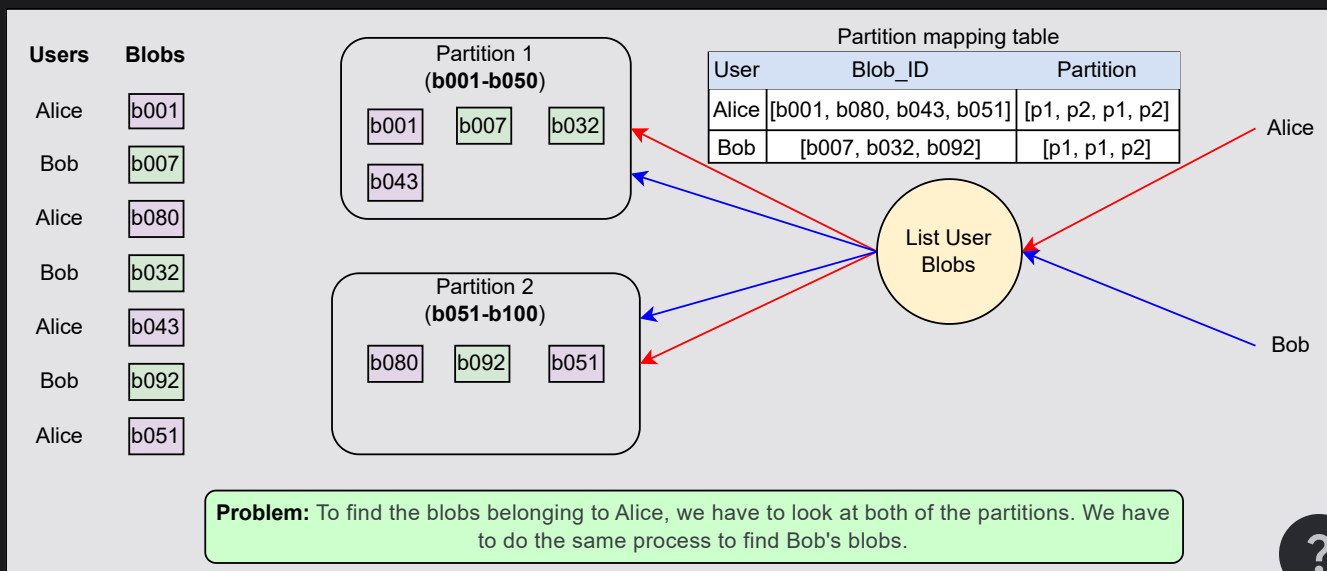 Users Blobs
Alice b001
Bob b007
Alice b080
Bob b032
Alice b043
Bob b092
Alice b051
Partition 1
(b001-b050)
b001 b007 b032
b043
Partition 2
(b051-b100)
b080 b092 b051
Partition mapping table
User Blob_ID Partition
Alice [b001, b080, b043, b051] [p1, p2, p1, p2]
Bob [b007, b032, b092] [p1, p1, p2]
List User
Blobs
Alice
Bob
Problem: To find the blobs belonging to Alice, we have to look at both of the partitions. We have
to do the same process to find Bob's blobs.
?